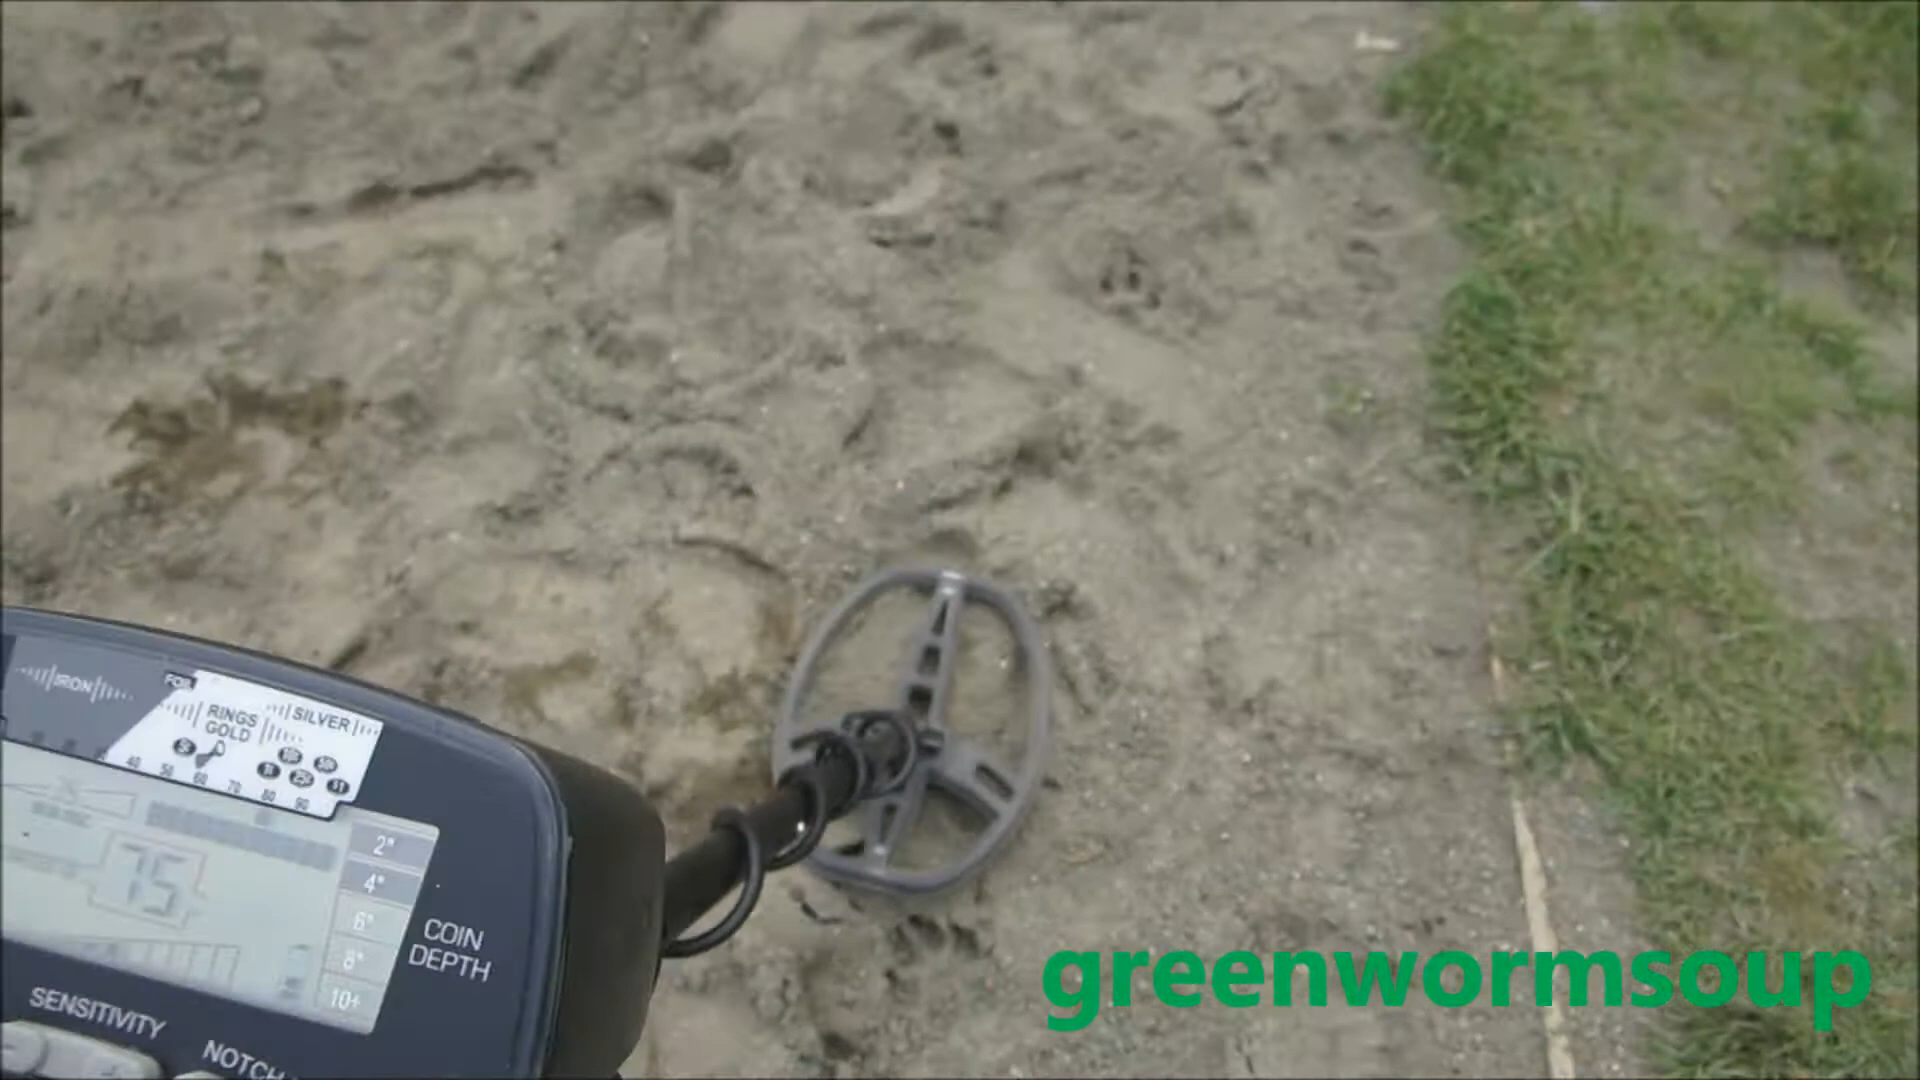 IRON
FOIL
RINGS
GOLD
SILVER
40 50 60 70 80 90
75
2"
4"
6"
8"
10+
COIN
DEPTH
SENSITIVITY
NOTCH
greenwormsoup